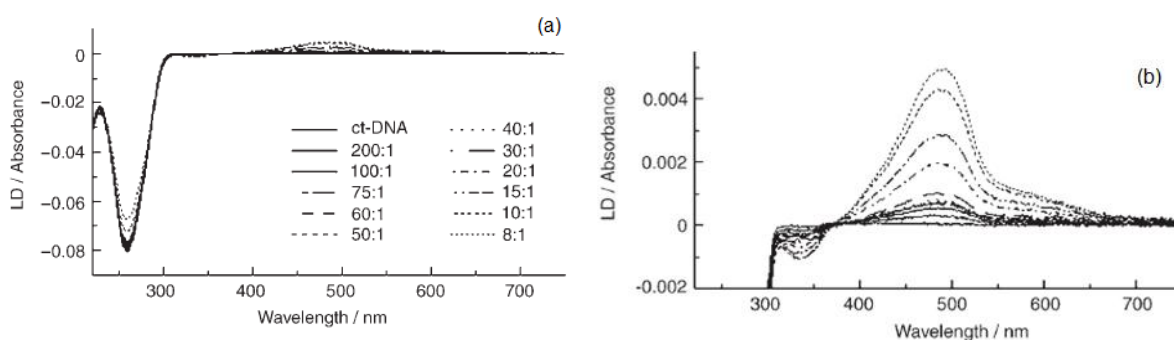 (a)
0
−0.02
−0.04
−0.06
−0.08
LD / Absorbance
ct-DNA
200:1
100:1
75:1
60:1
50:1
40:1
30:1
20:1
15:1
10:1
8:1
300 400 500 600 700
Wavelength / nm
(b)
0.004
0.002
0
-0.002
LD / Absorbance
300 400 500 600 700
Wavelength / nm